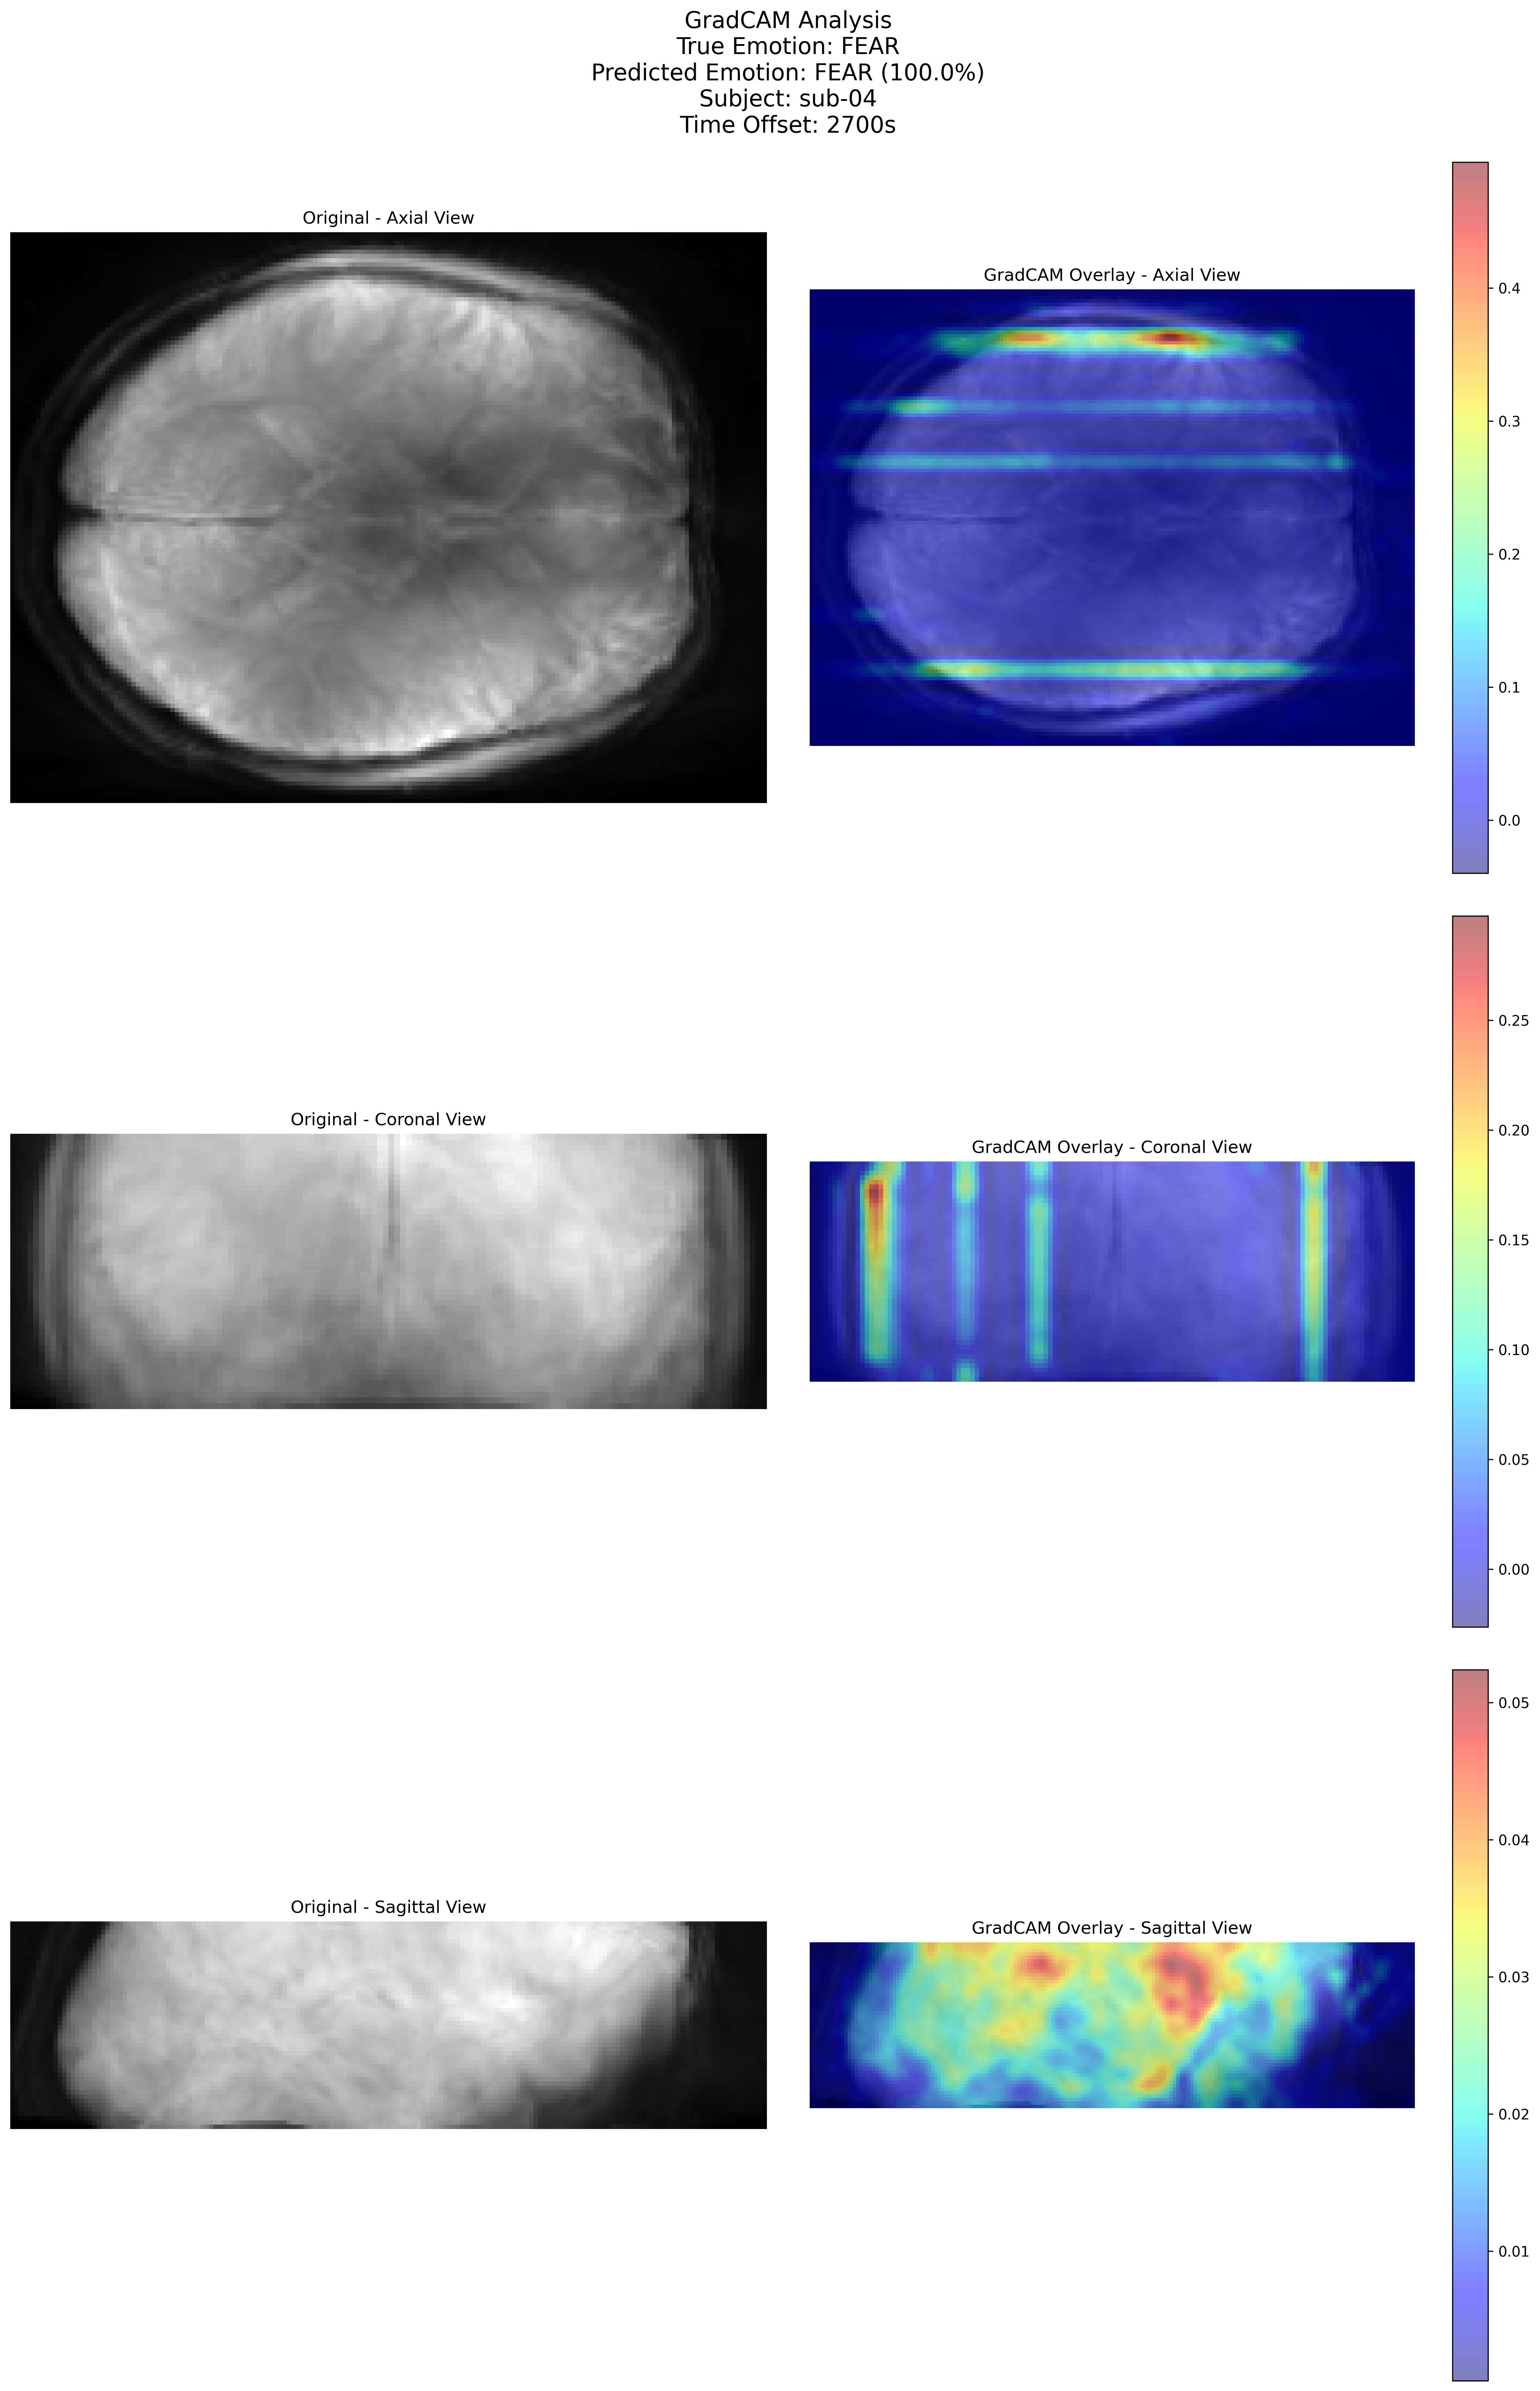 GradCAM Analysis
True Emotion: FEAR
Predicted Emotion: FEAR (100.0%)
Subject: sub-04
Time Offset: 2700s
Original - Axial View
GradCAM Overlay - Axial View
0.4
0.3
0.2
0.1
0.0
Original - Coronal View
GradCAM Overlay - Coronal View
0.25
0.20
0.15
0.10
0.05
0.00
Original - Sagittal View
GradCAM Overlay - Sagittal View
0.05
0.04
0.03
0.02
0.01